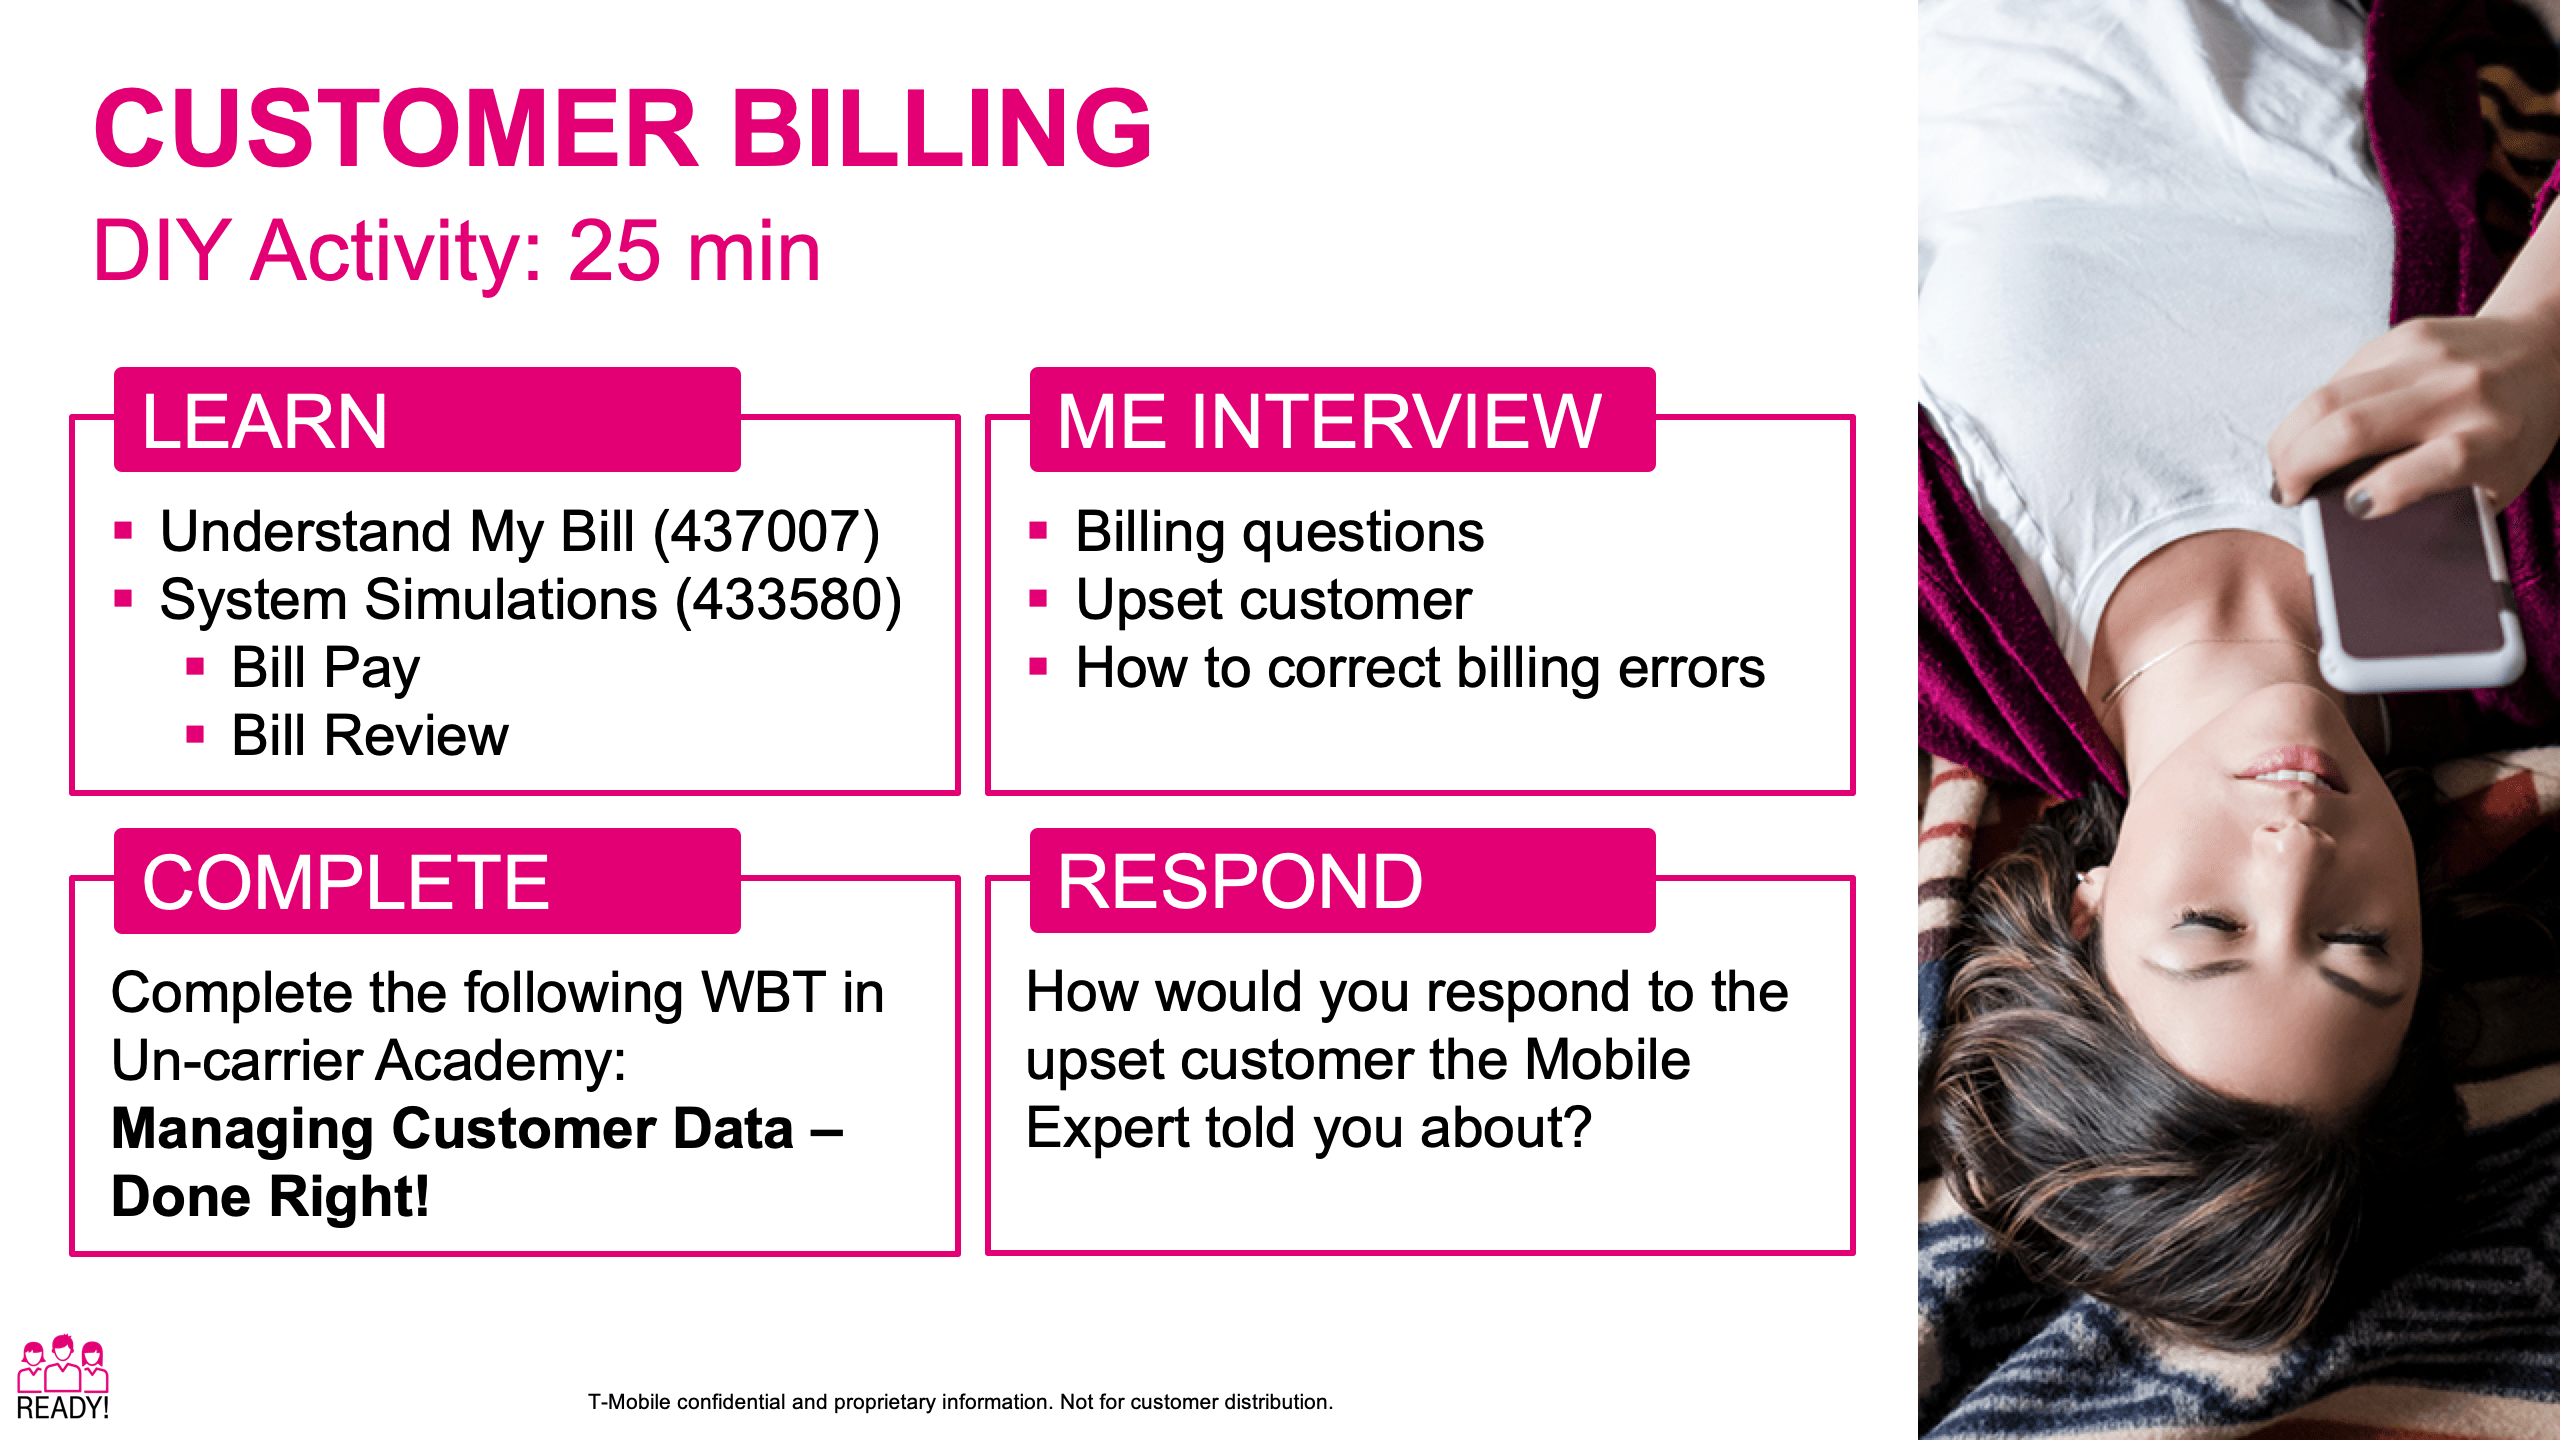 CUSTOMER BILLING
DIY Activity: 25 min
LEARN
▪ Understand My Bill (437007)
▪ System Simulations (433580)
▪ Bill Pay
▪ Bill Review
ME INTERVIEW
▪ Billing questions
▪ Upset customer
▪ How to correct billing errors
COMPLETE
Complete the following WBT in
Un-carrier Academy:
Managing Customer Data –
Done Right!
RESPOND
How would you respond to the
upset customer the Mobile
Expert told you about?
READY!
T-Mobile confidential and proprietary information. Not for customer distribution.